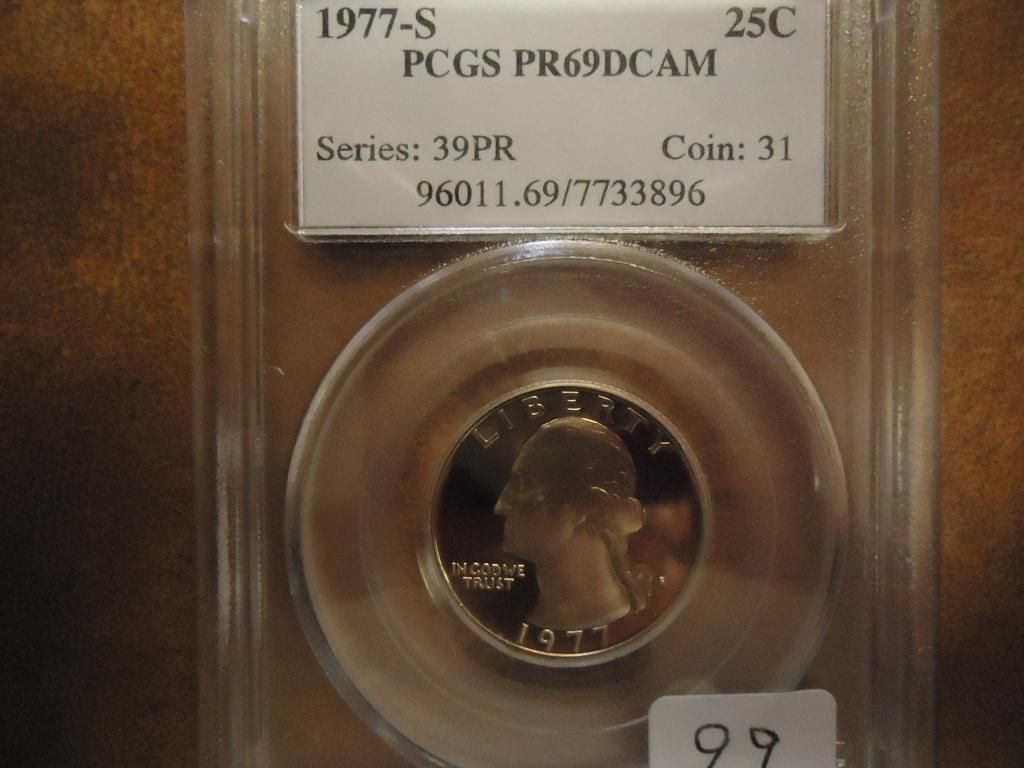 1977-S 25C
PCGS PR69DCAM
Series: 39PR Coin: 31
96011.69/7733896
LIBERTY
IN GOD WE
TRUST
S
1977
99